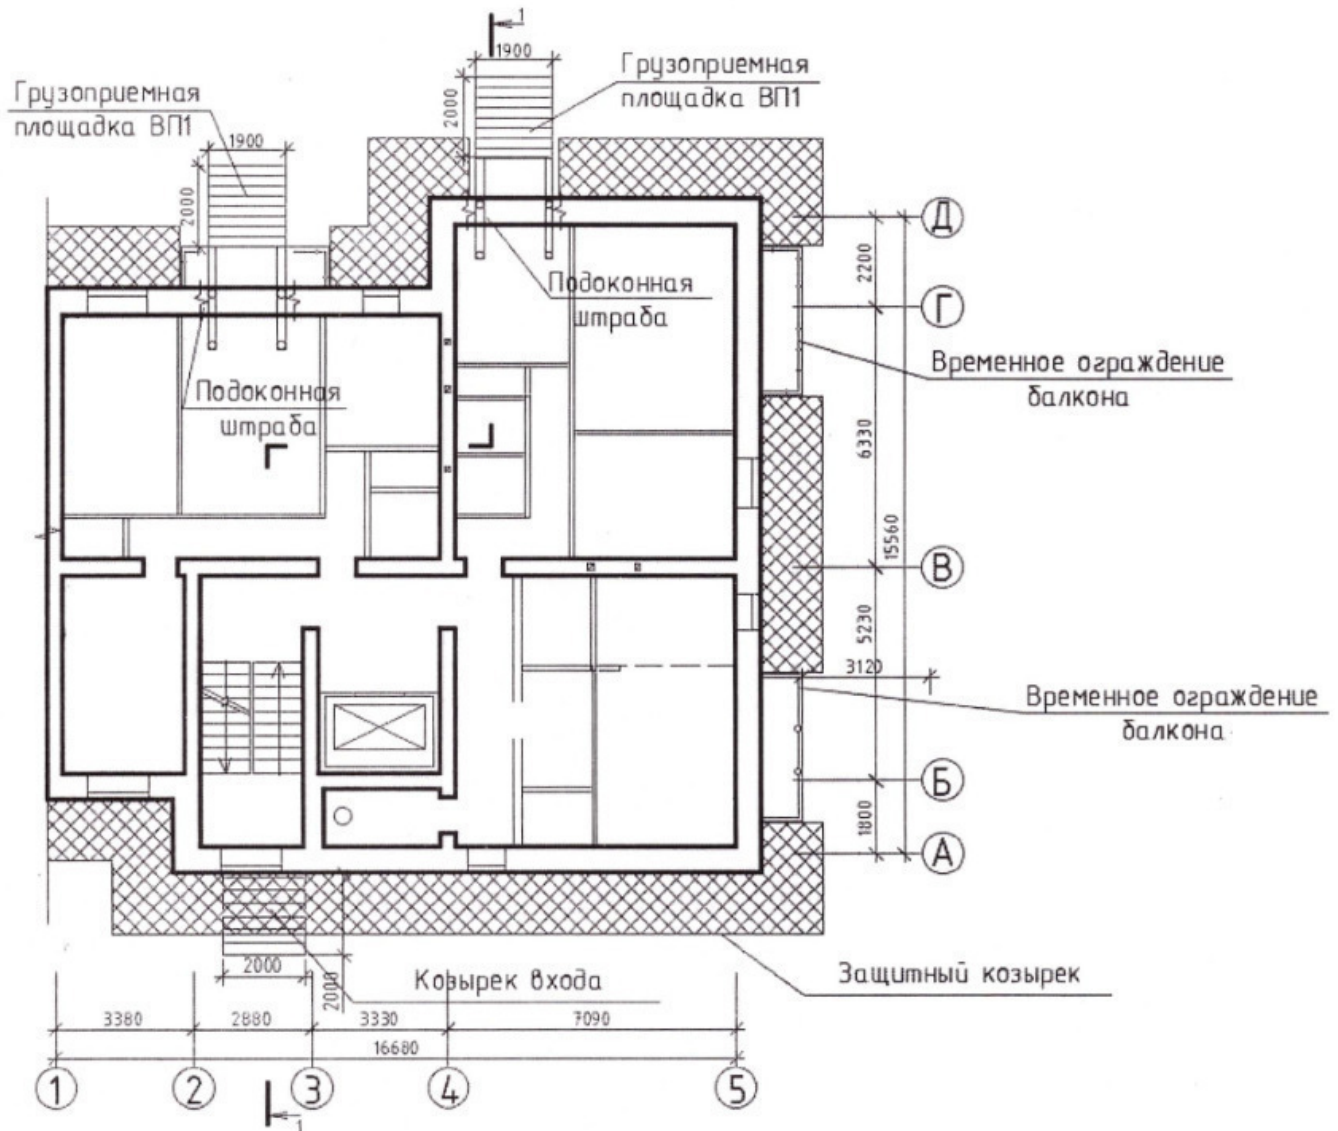 1
1900
Грузоприемная
площадка ВП1
2000
Грузоприемная
площадка ВП1
1900
2000
Д
2200
Г
Подоконная
штраба
Временное ограждение
балкона
Подоконная
штраба
6330
15560
В
5230
3120
Временное ограждение
балкона
Б
1800
А
Защитный козырек
Козырек входа
2000
2000
3380
2880
3330
7090
16680
1
2
3
4
5
1